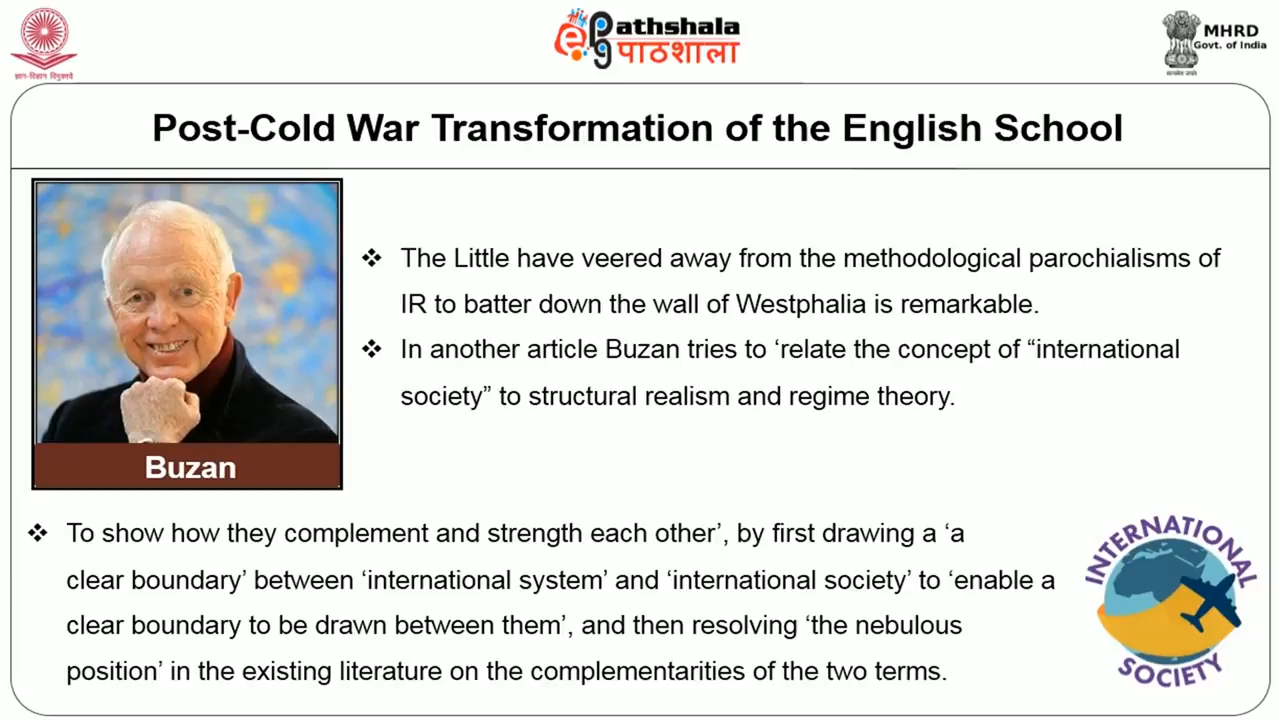 ज्ञान-विज्ञान विमुक्तये
ePathshala
पाठशाला
सत्यमेव जयते
MHRD
Govt. of India
Post-Cold War Transformation of the English School
Buzan
❖ The Little have veered away from the methodological parochialisms of
IR to batter down the wall of Westphalia is remarkable.
❖ In another article Buzan tries to ‘relate the concept of “international
society” to structural realism and regime theory.
❖ To show how they complement and strength each other’, by first drawing a ‘a
clear boundary’ between ‘international system’ and ‘international society’ to ‘enable a
clear boundary to be drawn between them’, and then resolving ‘the nebulous
position’ in the existing literature on the complementarities of the two terms.
INTERNATIONAL
SOCIETY